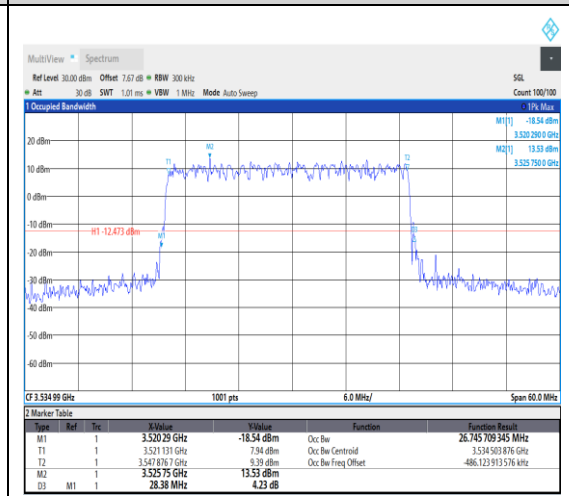 MultiView Spectrum
Ref Level 30.00 dBm Offset 7.67 dB RBW 300 kHz SGL
Att 30 dB SWT 1.01 ms VBW 1 MHz Mode Auto Sweep Count 100/100
1 Occupied Bandwidth 1Pk Max
M1[1] -18.54 dBm
3.520 290 0 GHz
M2[1] 13.53 dBm
3.525 750 0 GHz
20 dBm
M2
T1
T2
10 dBm
0 dBm
-10 dBm
H1 -12.473 dBm
M1
-20 dBm
-30 dBm
-40 dBm
-50 dBm
-60 dBm
CF 3.534 99 GHz 1001 pts 6.0 MHz/ Span 60.0 MHz
2 Marker Table
Type Ref Trc X-Value Y-Value Function Function Result
M1 1 3.520 29 GHz -18.54 dBm Occ Bw 26.745 709 345 MHz
T1 1 3.521 131 GHz 7.94 dBm Occ Bw Centroid 3.534 503 876 GHz
T2 1 3.547 876 7 GHz 9.39 dBm Occ Bw Freq Offset -486.123 913 576 kHz
M2 1 3.525 75 GHz 13.53 dBm
D3 M1 1 28.38 MHz 4.23 dB